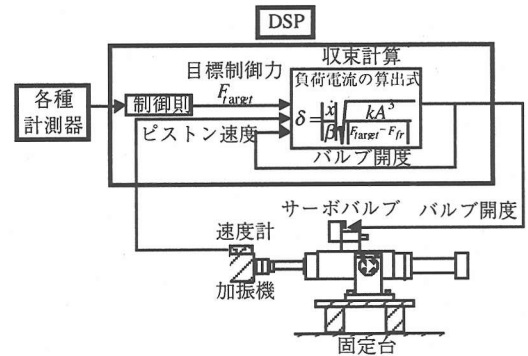 DSP
収束計算
目標制御力
負荷電流の算出式
各種
計測器
制御則
F_target
δ = |ẋ/β| √(kA³/|F_target − F_fr|)
ピストン速度
バルブ開度
サーボバルブ
バルブ開度
速度計
加振機
固定台